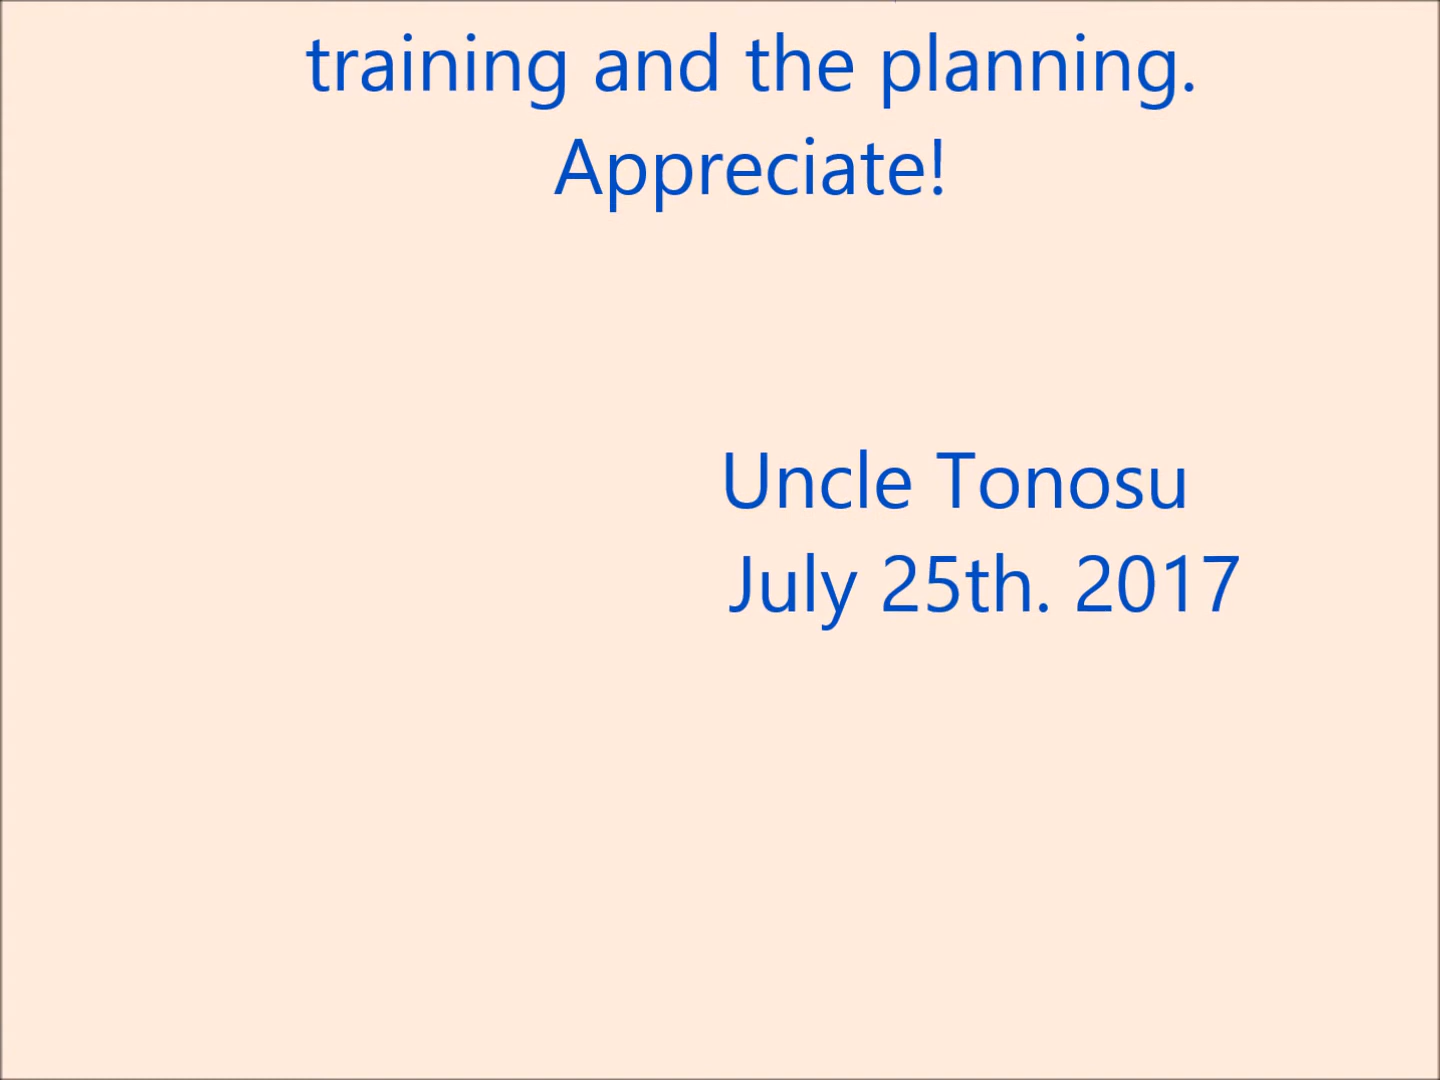 training and the planning.
Appreciate!
Uncle Tonosu
July 25th. 2017